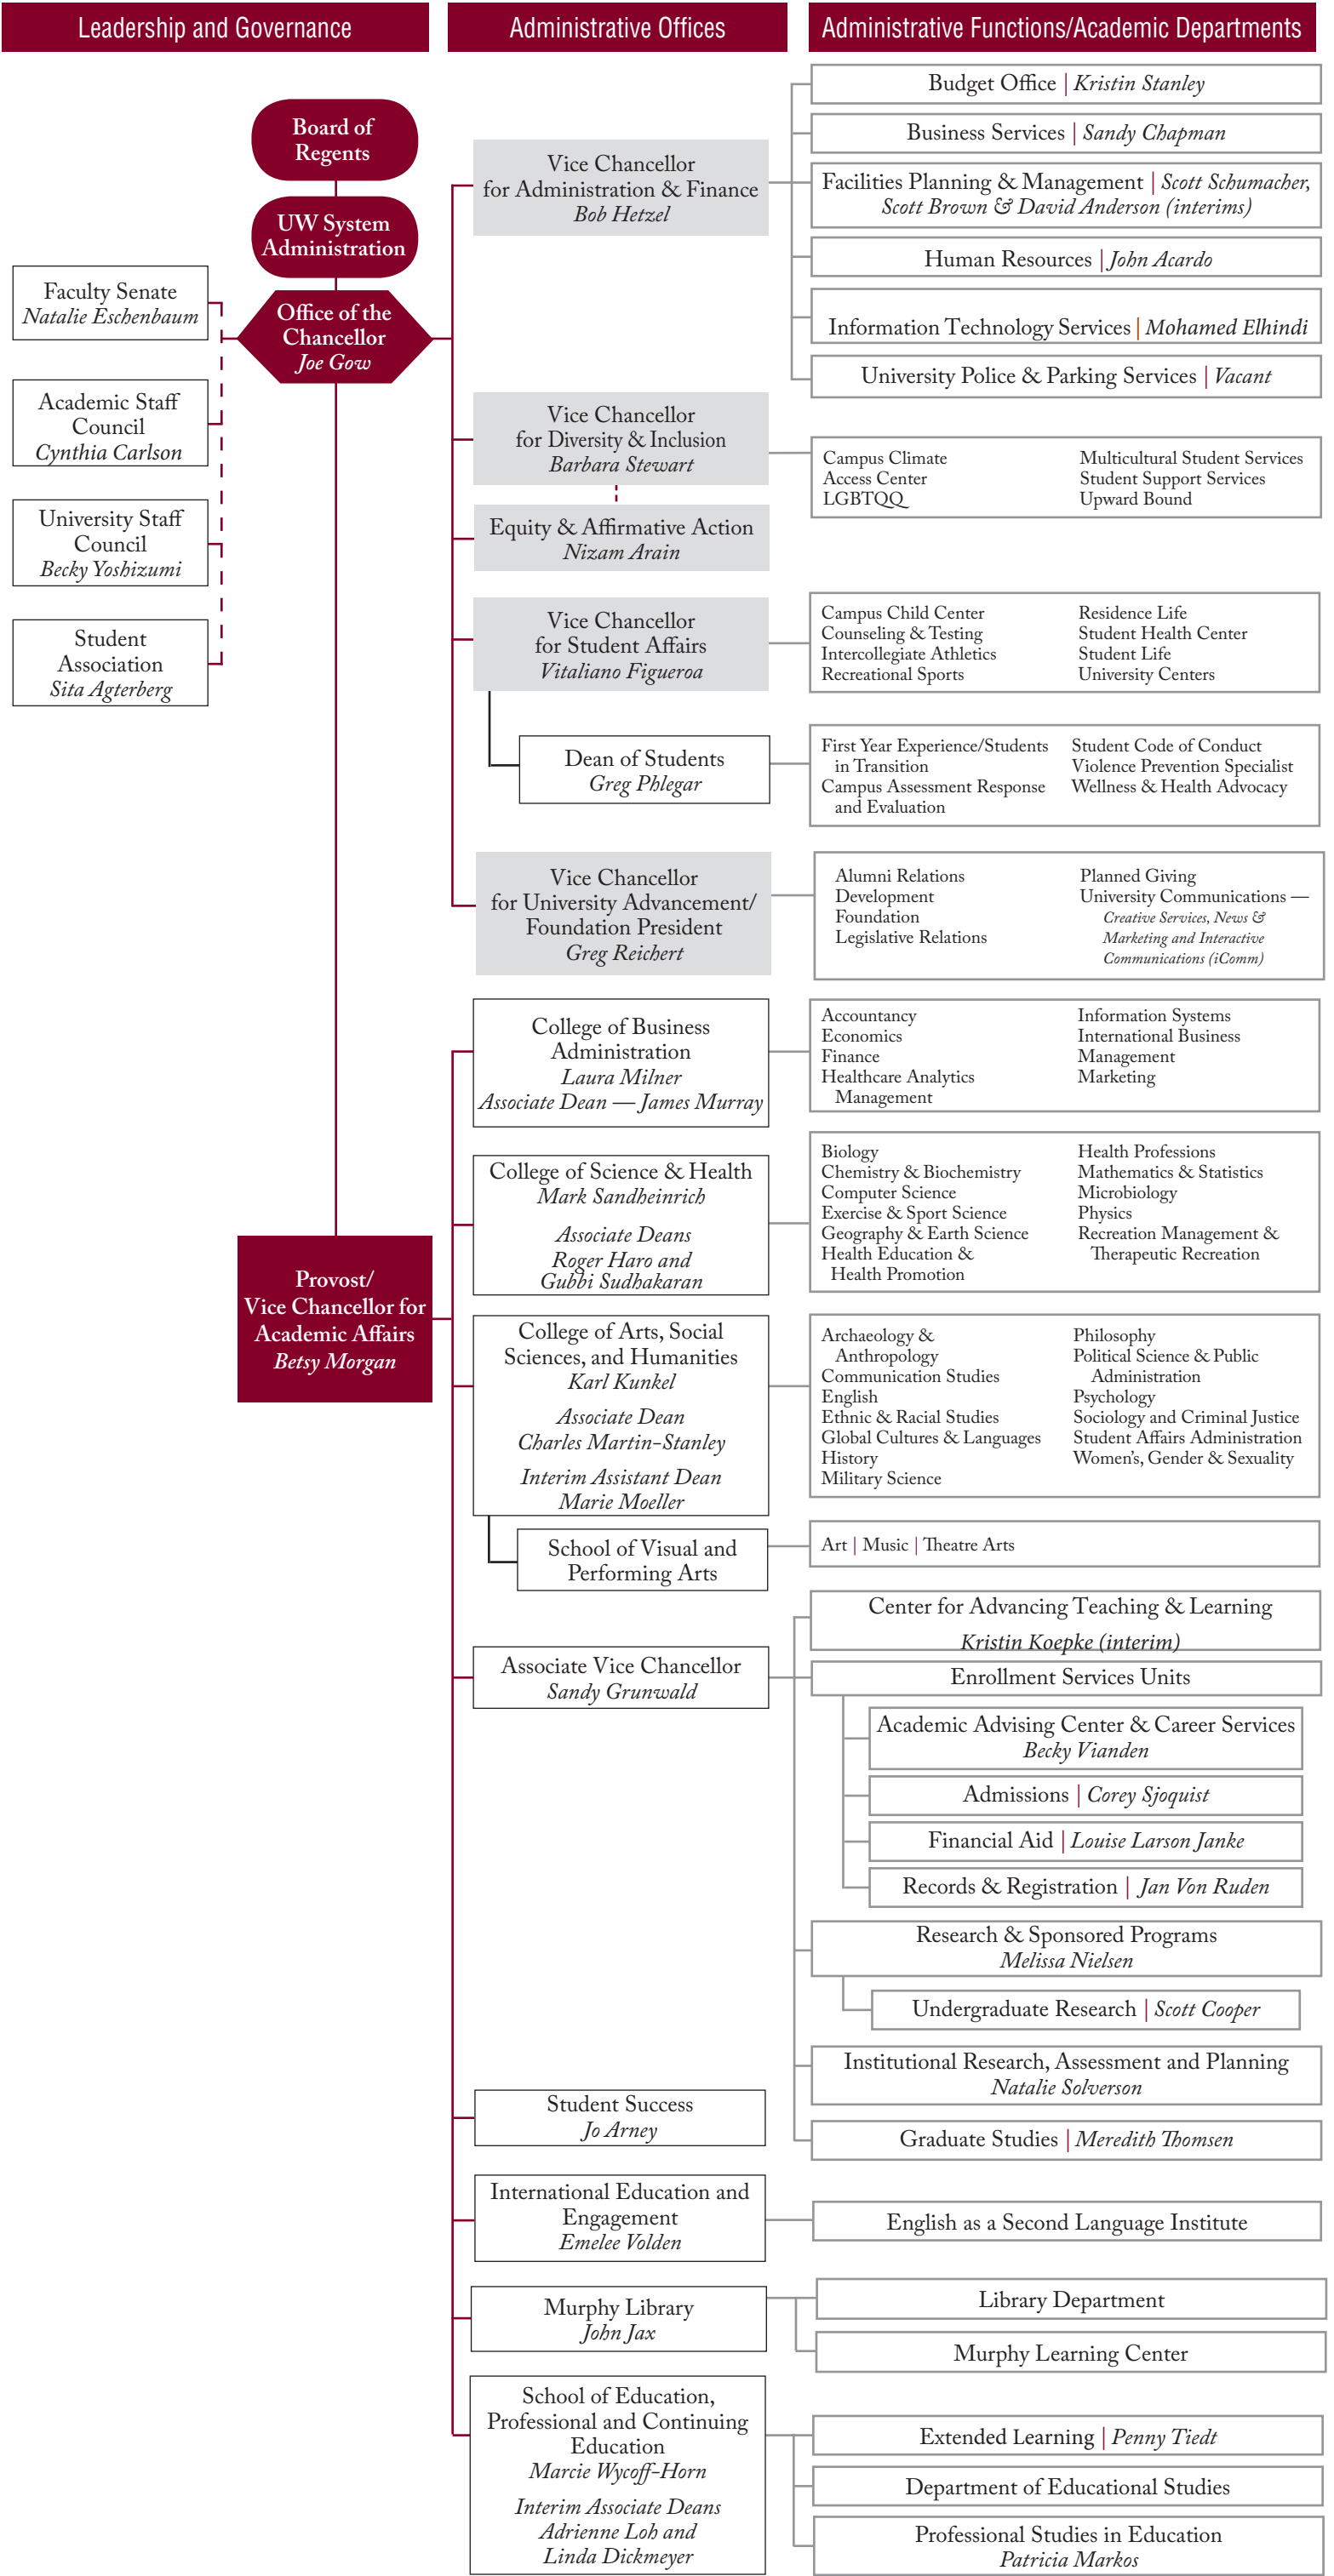 Leadership and Governance
Administrative Offices
Administrative Functions/Academic Departments
Board of
Regents
UW System
Administration
Office of the
Chancellor
Joe Gow
Faculty Senate
Natalie Eschenbaum
Academic Staff
Council
Cynthia Carlson
University Staff
Council
Becky Yoshizumi
Student
Association
Sita Agterberg
Provost/
Vice Chancellor for
Academic Affairs
Betsy Morgan
Vice Chancellor
for Administration & Finance
Bob Hetzel
Budget Office | Kristin Stanley
Business Services | Sandy Chapman
Facilities Planning & Management | Scott Schumacher,
Scott Brown & David Anderson (interims)
Human Resources | John Acardo
Information Technology Services | Mohamed Elhindi
University Police & Parking Services | Vacant
Vice Chancellor
for Diversity & Inclusion
Barbara Stewart
Campus Climate
Access Center
LGBTQQ
Multicultural Student Services
Student Support Services
Upward Bound
Equity & Affirmative Action
Nizam Arain
Vice Chancellor
for Student Affairs
Vitaliano Figueroa
Campus Child Center
Counseling & Testing
Intercollegiate Athletics
Recreational Sports
Residence Life
Student Health Center
Student Life
University Centers
Dean of Students
Greg Phlegar
First Year Experience/Students
in Transition
Campus Assessment Response
and Evaluation
Student Code of Conduct
Violence Prevention Specialist
Wellness & Health Advocacy
Vice Chancellor
for University Advancement/
Foundation President
Greg Reichert
Alumni Relations
Development
Foundation
Legislative Relations
Planned Giving
University Communications —
Creative Services, News &
Marketing and Interactive
Communications (iComm)
College of Business
Administration
Laura Milner
Associate Dean — James Murray
Accountancy
Economics
Finance
Healthcare Analytics
Management
Information Systems
International Business
Management
Marketing
College of Science & Health
Mark Sandheinrich
Associate Deans
Roger Haro and
Gubbi Sudhakaran
Biology
Chemistry & Biochemistry
Computer Science
Exercise & Sport Science
Geography & Earth Science
Health Education &
Health Promotion
Health Professions
Mathematics & Statistics
Microbiology
Physics
Recreation Management &
Therapeutic Recreation
College of Arts, Social
Sciences, and Humanities
Karl Kunkel
Associate Dean
Charles Martin-Stanley
Interim Assistant Dean
Marie Moeller
Archaeology &
Anthropology
Communication Studies
English
Ethnic & Racial Studies
Global Cultures & Languages
History
Military Science
Philosophy
Political Science & Public
Administration
Psychology
Sociology and Criminal Justice
Student Affairs Administration
Women's, Gender & Sexuality
School of Visual and
Performing Arts
Art | Music | Theatre Arts
Associate Vice Chancellor
Sandy Grunwald
Center for Advancing Teaching & Learning
Kristin Koepke (interim)
Enrollment Services Units
Academic Advising Center & Career Services
Becky Vianden
Admissions | Corey Sjoquist
Financial Aid | Louise Larson Janke
Records & Registration | Jan Von Ruden
Research & Sponsored Programs
Melissa Nielsen
Undergraduate Research | Scott Cooper
Institutional Research, Assessment and Planning
Natalie Solverson
Graduate Studies | Meredith Thomsen
Student Success
Jo Arney
International Education and
Engagement
Emelee Volden
English as a Second Language Institute
Murphy Library
John Jax
Library Department
Murphy Learning Center
School of Education,
Professional and Continuing
Education
Marcie Wycoff-Horn
Interim Associate Deans
Adrienne Loh and
Linda Dickmeyer
Extended Learning | Penny Tiedt
Department of Educational Studies
Professional Studies in Education
Patricia Markos